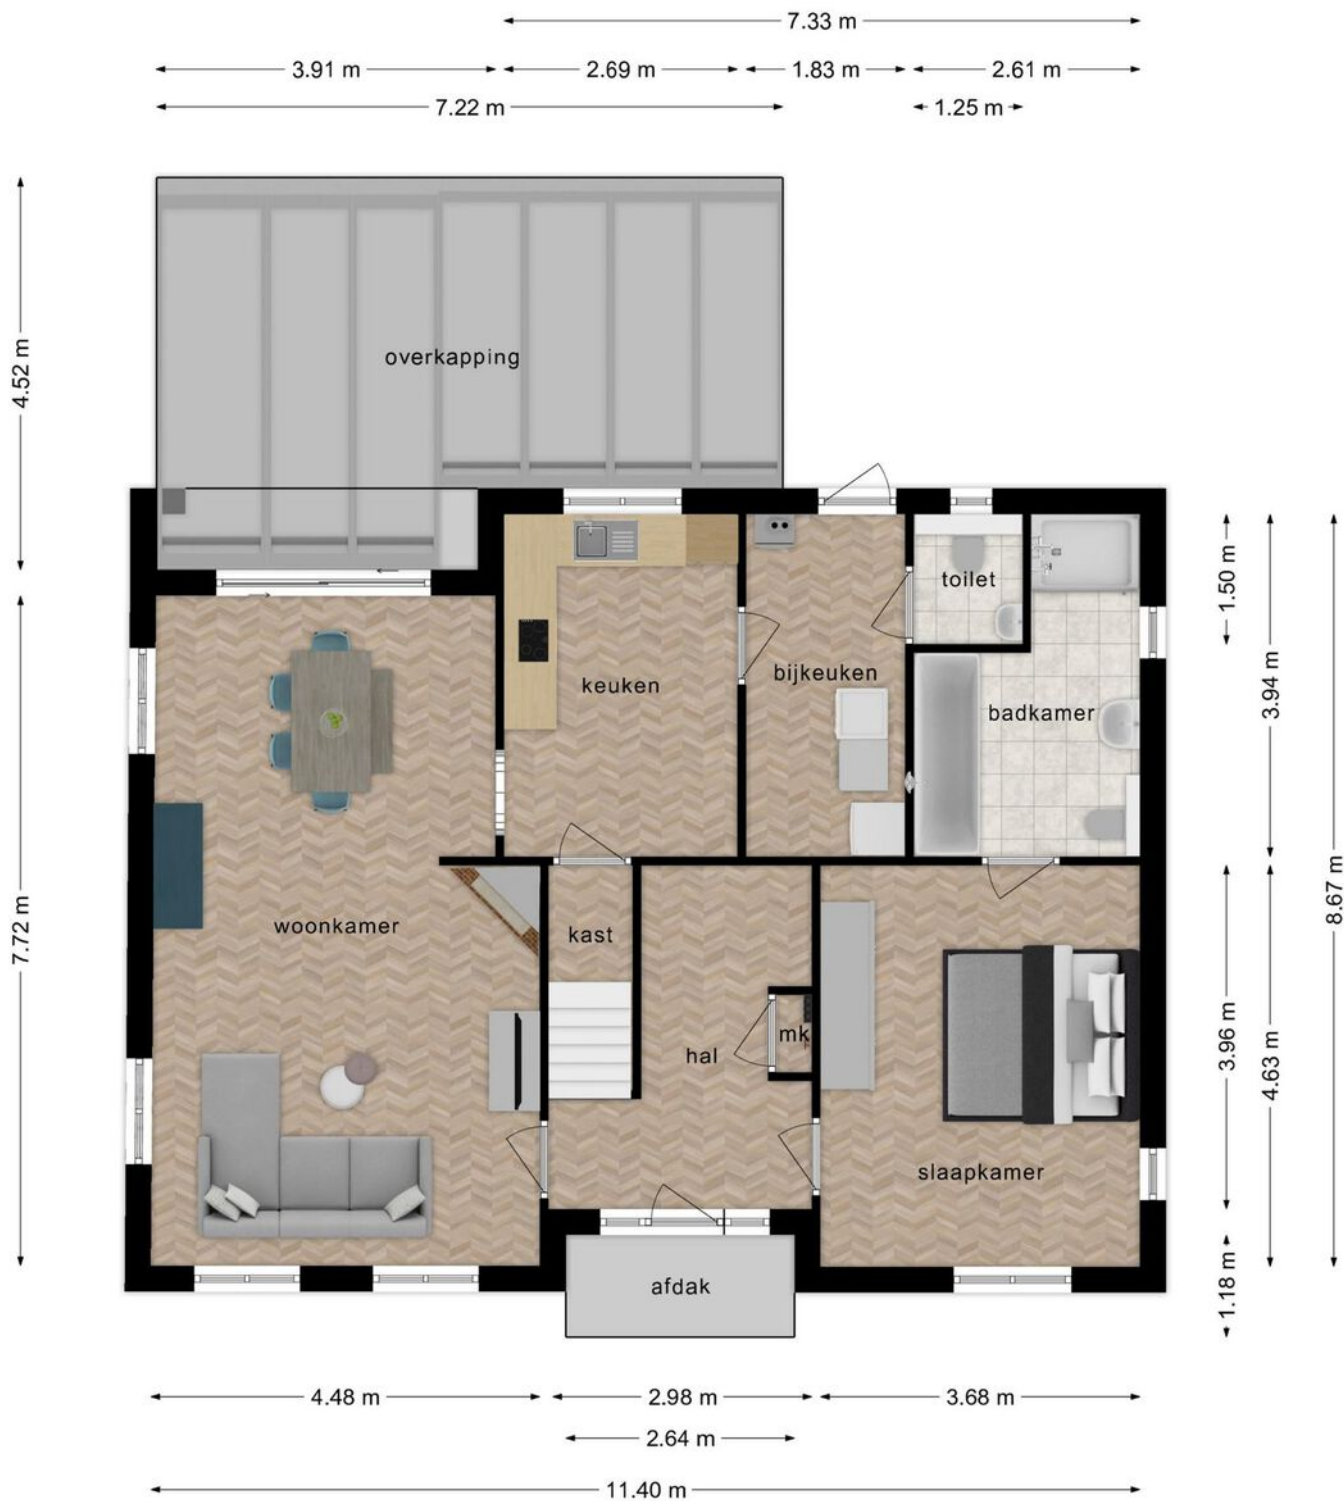 7.33 m
3.91 m
2.69 m
1.83 m
2.61 m
7.22 m
1.25 m
4.52 m
overkapping
1.50 m
toilet
keuken
bijkeuken
3.94 m
badkamer
7.72 m
woonkamer
kast
8.67 m
mk
hal
3.96 m
4.63 m
slaapkamer
afdak
1.18 m
4.48 m
2.98 m
3.68 m
2.64 m
11.40 m